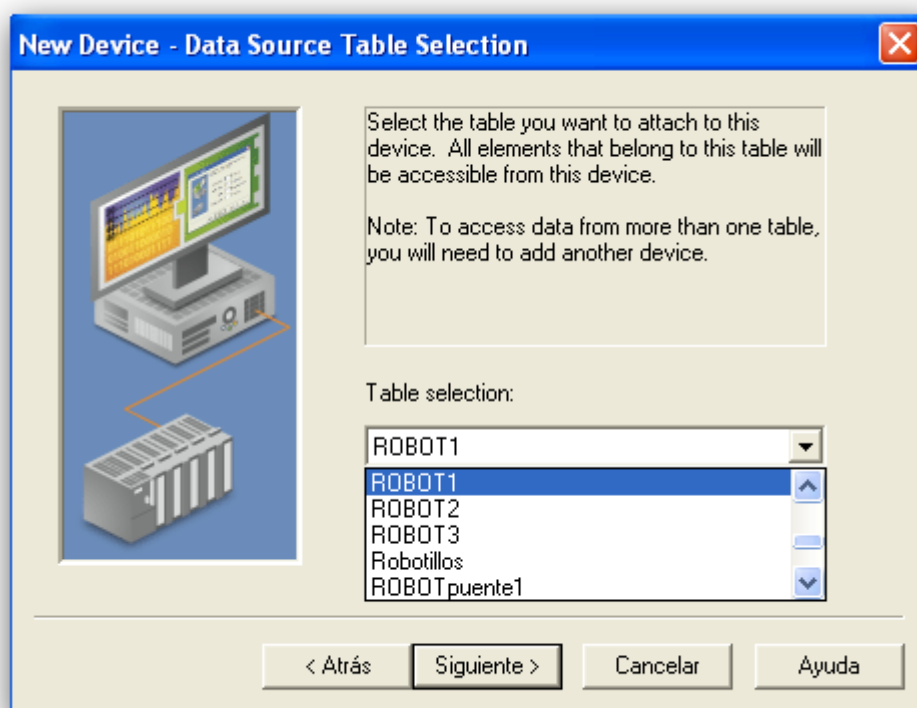 New Device - Data Source Table Selection
Select the table you want to attach to this
device. All elements that belong to this table will
be accessible from this device.
Note: To access data from more than one table,
you will need to add another device.
Table selection:
ROBOT1
ROBOT1
ROBOT2
ROBOT3
Robotillos
ROBOTpuente1
< Atrás Siguiente > Cancelar Ayuda